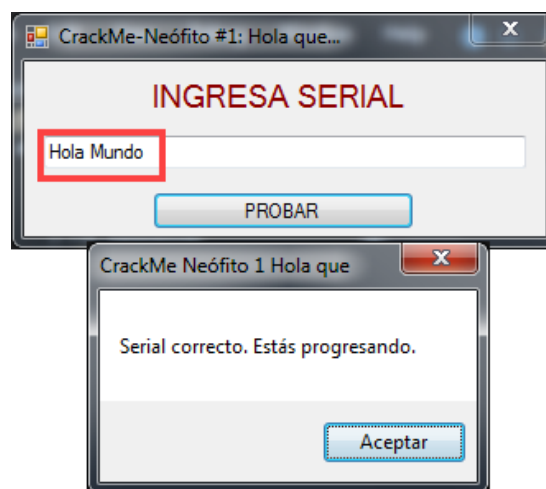 CrackMe-Neófito #1: Hola que...
INGRESA SERIAL
Hola Mundo
PROBAR
CrackMe Neófito 1 Hola que
Serial correcto. Estás progresando.
Aceptar